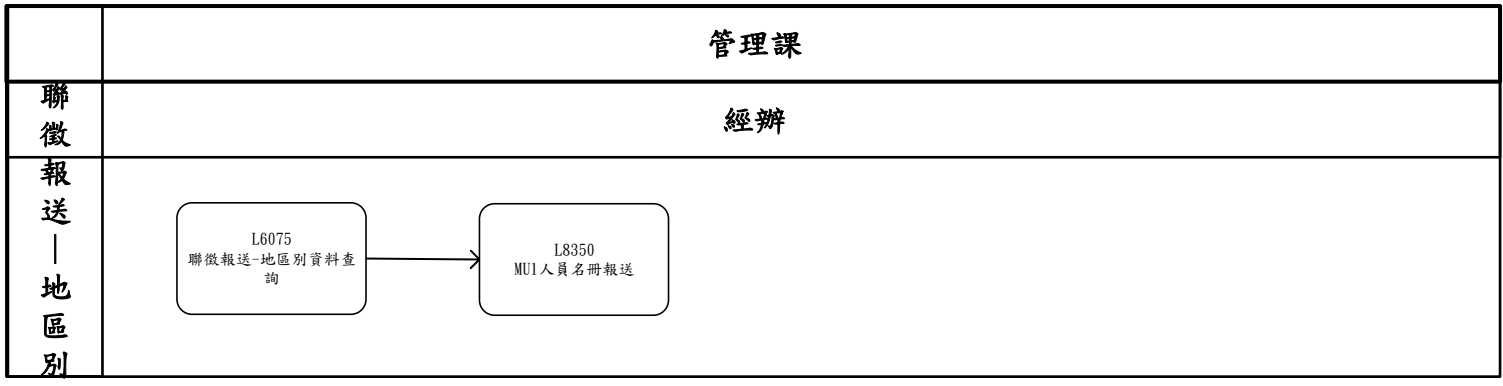 管理課
經辦
聯
徵
報
送
｜
地
區
別
L6075
聯徵報送-地區別資料查
詢
L8350
MU1人員名冊報送